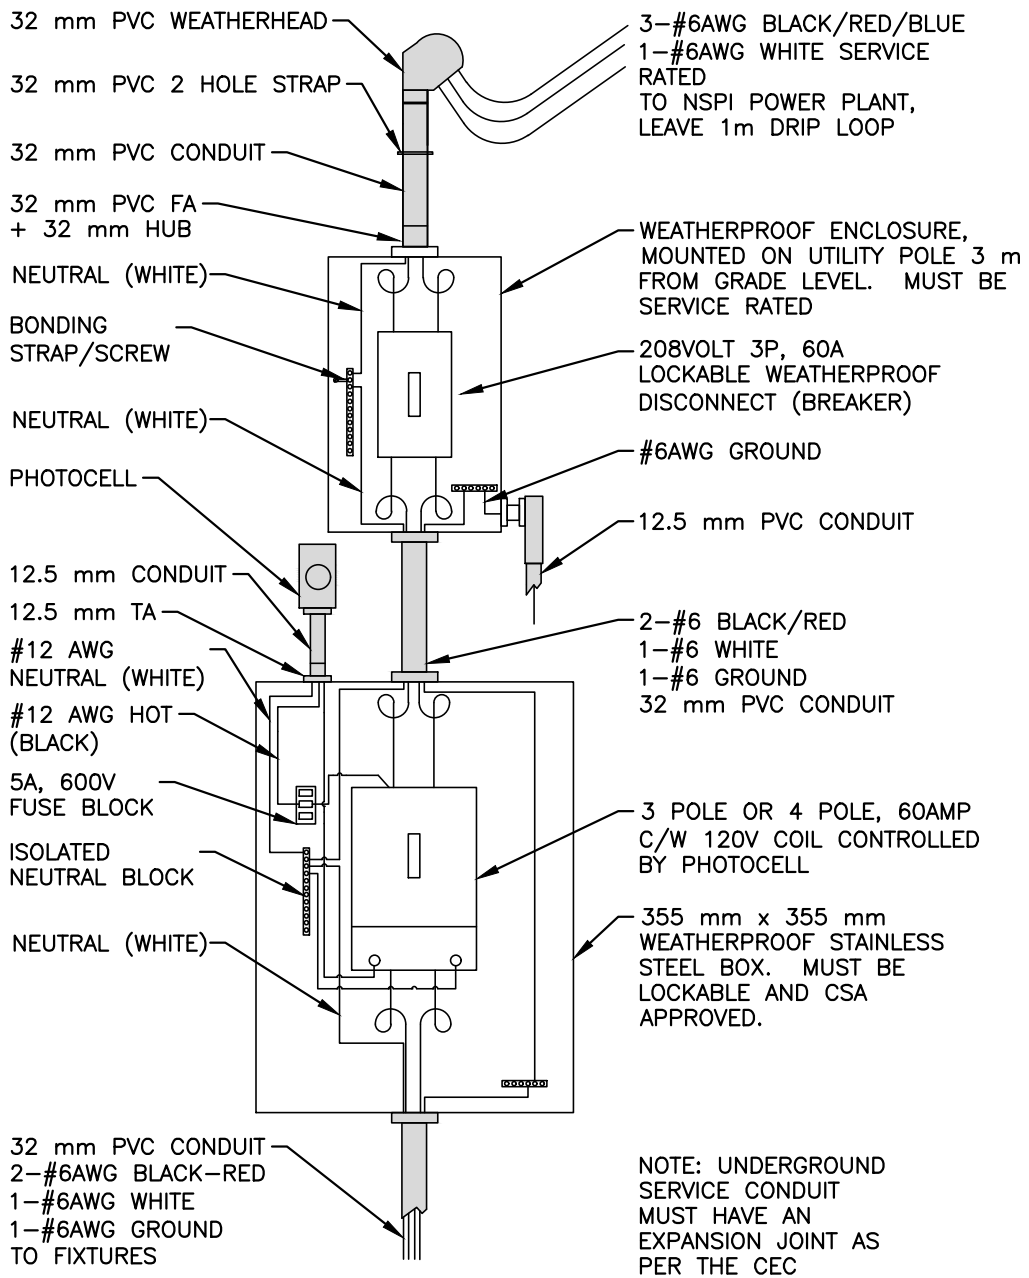 32 mm PVC WEATHERHEAD
32 mm PVC 2 HOLE STRAP
32 mm PVC CONDUIT
32 mm PVC FA
+ 32 mm HUB
NEUTRAL (WHITE)
BONDING
STRAP/SCREW
NEUTRAL (WHITE)
PHOTOCELL
12.5 mm CONDUIT
12.5 mm TA
#12 AWG
NEUTRAL (WHITE)
#12 AWG HOT
(BLACK)
5A, 600V
FUSE BLOCK
ISOLATED
NEUTRAL BLOCK
NEUTRAL (WHITE)
32 mm PVC CONDUIT
2-#6AWG BLACK-RED
1-#6AWG WHITE
1-#6AWG GROUND
TO FIXTURES
3-#6AWG BLACK/RED/BLUE
1-#6AWG WHITE SERVICE
RATED
TO NSPI POWER PLANT,
LEAVE 1m DRIP LOOP
WEATHERPROOF ENCLOSURE,
MOUNTED ON UTILITY POLE 3 m
FROM GRADE LEVEL. MUST BE
SERVICE RATED
208VOLT 3P, 60A
LOCKABLE WEATHERPROOF
DISCONNECT (BREAKER)
#6AWG GROUND
12.5 mm PVC CONDUIT
2-#6 BLACK/RED
1-#6 WHITE
1-#6 GROUND
32 mm PVC CONDUIT
3 POLE OR 4 POLE, 60AMP
C/W 120V COIL CONTROLLED
BY PHOTOCELL
355 mm x 355 mm
WEATHERPROOF STAINLESS
STEEL BOX. MUST BE
LOCKABLE AND CSA
APPROVED.
NOTE: UNDERGROUND
SERVICE CONDUIT
MUST HAVE AN
EXPANSION JOINT AS
PER THE CEC